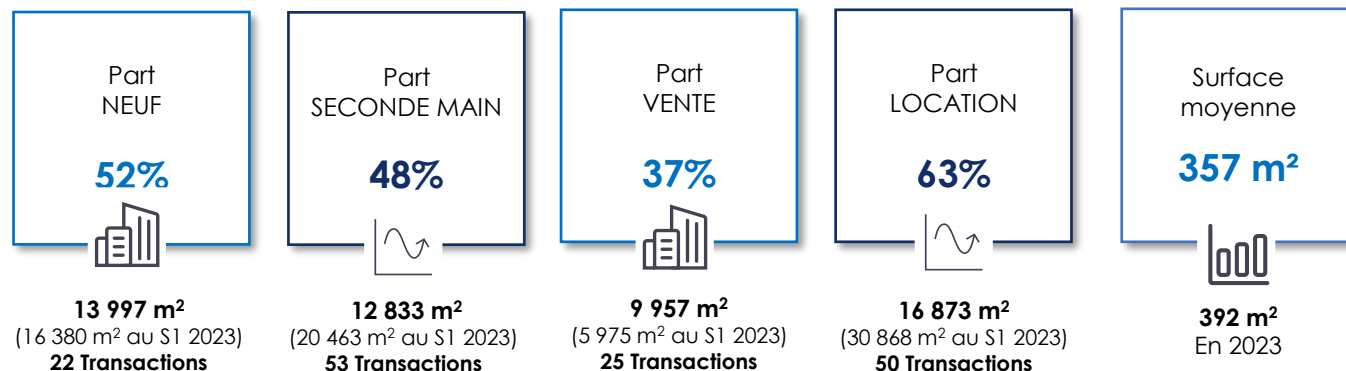 Part
NEUF
52%
13 997 m²
(16 380 m² au S1 2023)
22 Transactions
Part
SECONDE MAIN
48%
12 833 m²
(20 463 m² au S1 2023)
53 Transactions
Part
VENTE
37%
9 957 m²
(5 975 m² au S1 2023)
25 Transactions
Part
LOCATION
63%
16 873 m²
(30 868 m² au S1 2023)
50 Transactions
Surface
moyenne
357 m²
392 m²
En 2023